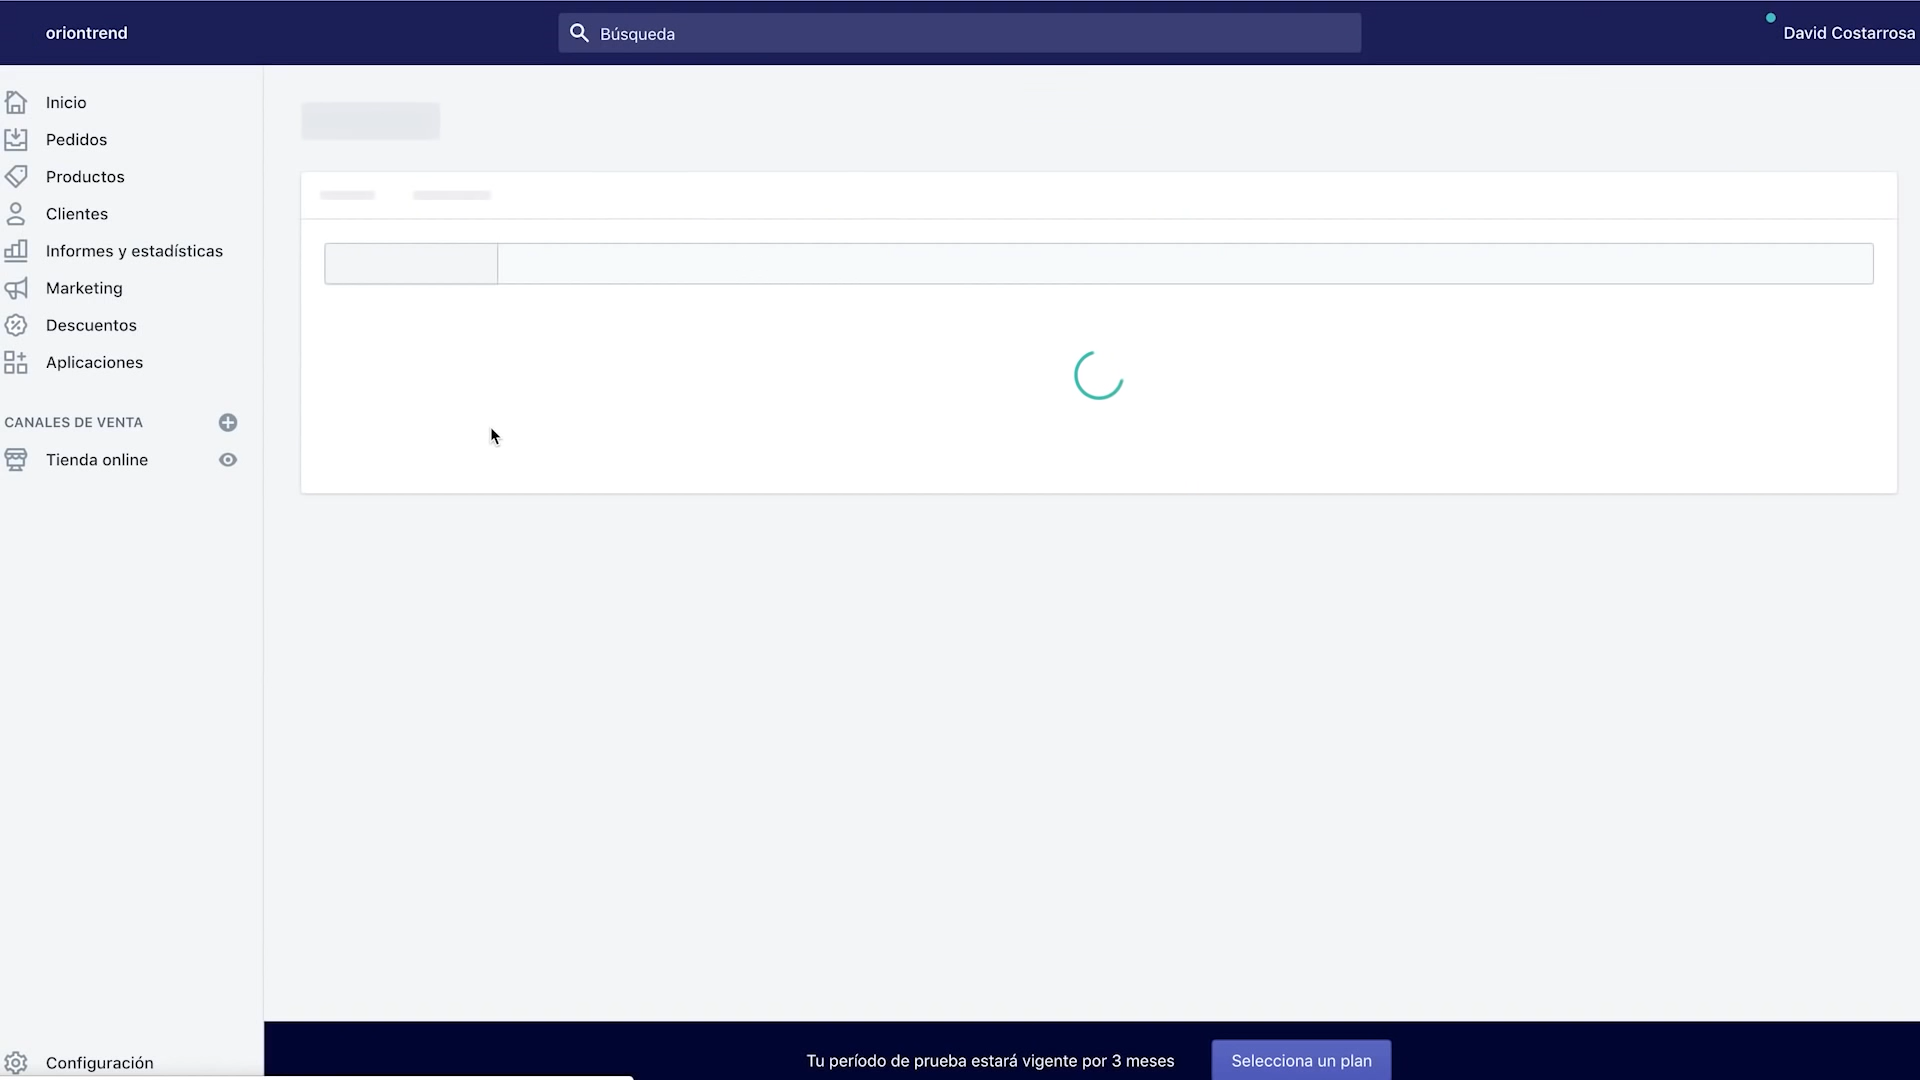 oriontrend
Búsqueda
David Costarrosa
Inicio
Pedidos
Productos
Clientes
Informes y estadísticas
Marketing
Descuentos
Aplicaciones
CANALES DE VENTA
Tienda online
Configuración
Tu período de prueba estará vigente por 3 meses
Selecciona un plan